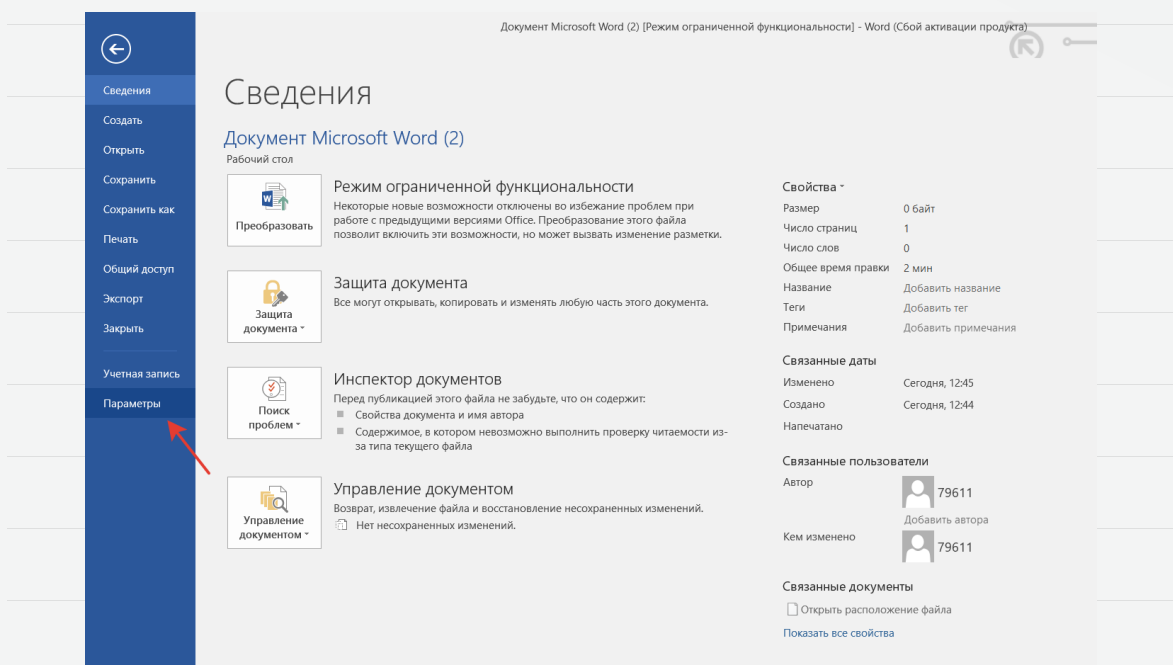 Документ Microsoft Word (2) [Режим ограниченной функциональности] - Word (Сбой активации продукта)
Сведения
Создать
Открыть
Сохранить
Сохранить как
Печать
Общий доступ
Экспорт
Закрыть
Учетная запись
Параметры
Сведения
Документ Microsoft Word (2)
Рабочий стол
Преобразовать
Режим ограниченной функциональности
Некоторые новые возможности отключены во избежание проблем при
работе с предыдущими версиями Office. Преобразование этого файла
позволит включить эти возможности, но может вызвать изменение разметки.
Защита
документа
Защита документа
Все могут открывать, копировать и изменять любую часть этого документа.
Поиск
проблем
Инспектор документов
Перед публикацией этого файла не забудьте, что он содержит:
Свойства документа и имя автора
Содержимое, в котором невозможно выполнить проверку читаемости из-
за типа текущего файла
Управление
документом
Управление документом
Возврат, извлечение файла и восстановление несохраненных изменений.
Нет несохраненных изменений.
Свойства
Размер 0 байт
Число страниц 1
Число слов 0
Общее время правки 2 мин
Название Добавить название
Теги Добавить тег
Примечания Добавить примечания
Связанные даты
Изменено Сегодня, 12:45
Создано Сегодня, 12:44
Напечатано
Связанные пользователи
Автор 79611
Добавить автора
Кем изменено 79611
Связанные документы
Открыть расположение файла
Показать все свойства